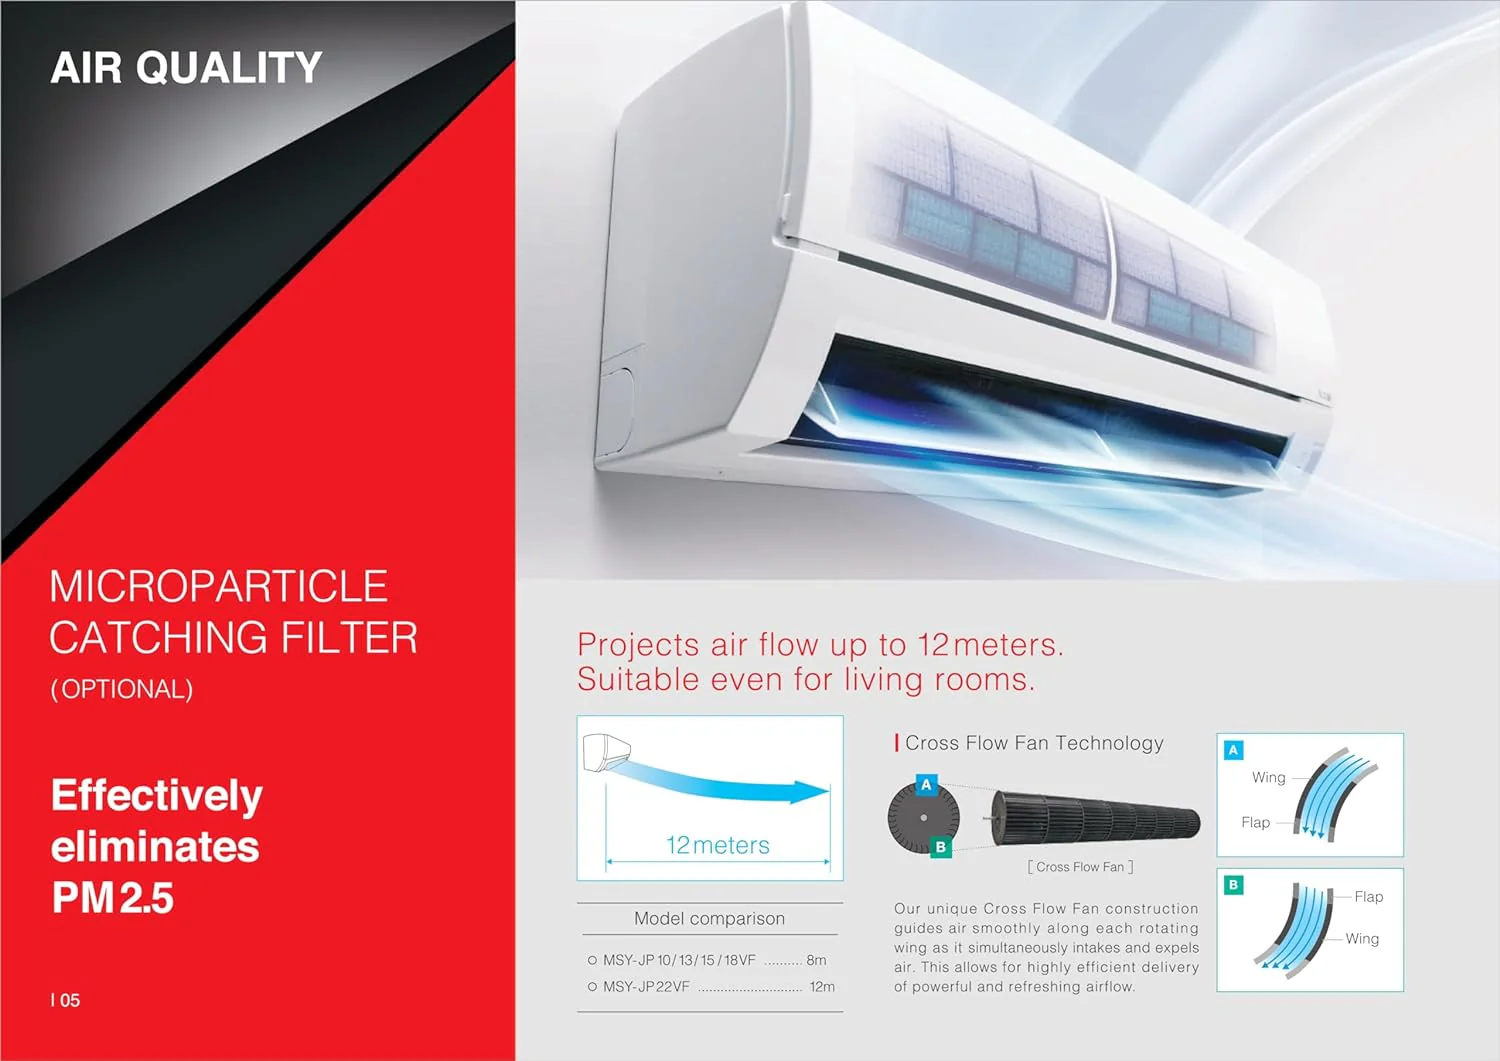 AIR QUALITY
MICROPARTICLE
CATCHING FILTER
(OPTIONAL)
Effectively
eliminates
PM2.5
05
Projects air flow up to 12meters.
Suitable even for living rooms.
12meters
Model comparison
MSY-JP10/13/15/18VF .......... 8m
MSY-JP22VF ........................... 12m
Cross Flow Fan Technology
A
B
[ Cross Flow Fan ]
Our unique Cross Flow Fan construction
guides air smoothly along each rotating
wing as it simultaneously intakes and expels
air. This allows for highly efficient delivery
of powerful and refreshing airflow.
A
Wing
Flap
B
Flap
Wing